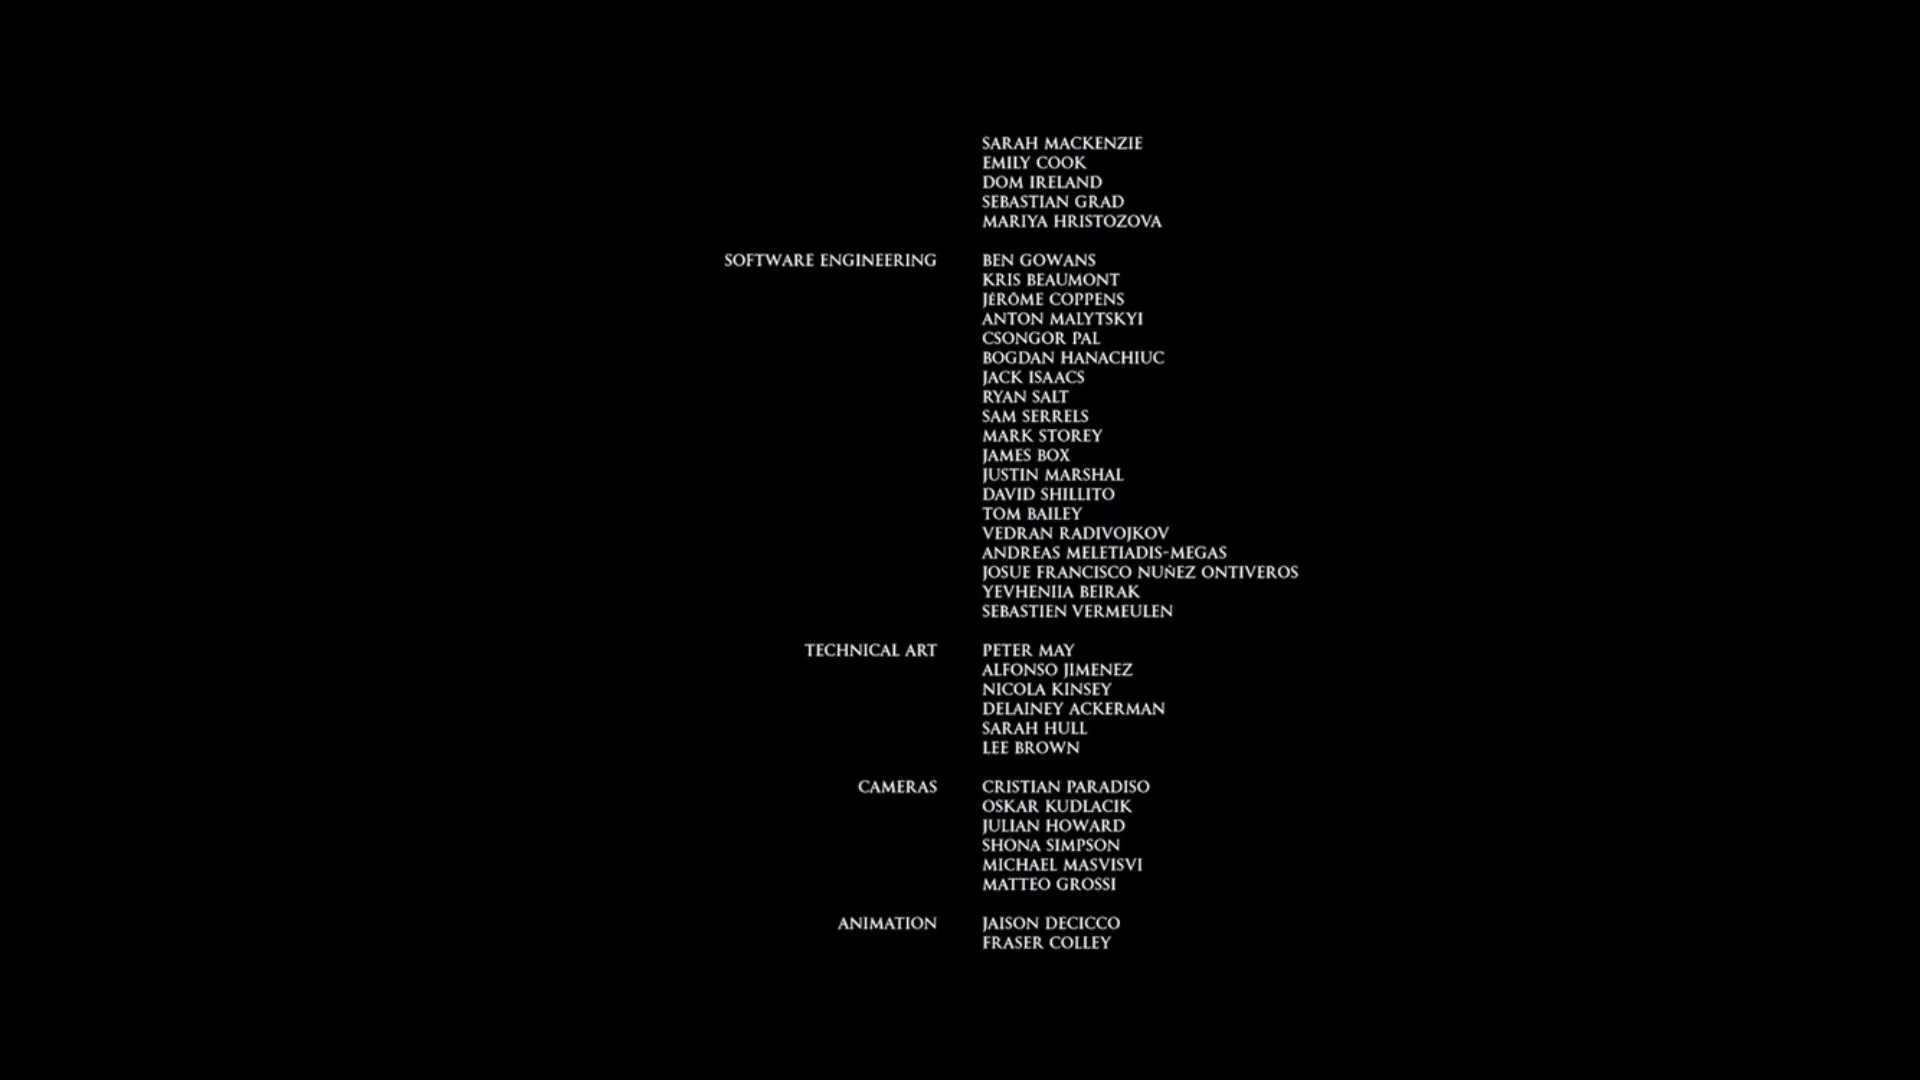 SARAH MACKENZIE
EMILY COOK
DOM IRELAND
SEBASTIAN GRAD
MARIYA HRISTOZOVA
SOFTWARE ENGINEERING BEN GOWANS
KRIS BEAUMONT
JÉRÔME COPPENS
ANTON MALYTSKYI
CSONGOR PAL
BOGDAN HANACHIUC
JACK ISAACS
RYAN SALT
SAM SERRELS
MARK STOREY
JAMES BOX
JUSTIN MARSHAL
DAVID SHILLITO
TOM BAILEY
VEDRAN RADIVOJKOV
ANDREAS MELETIADIS-MEGAS
JOSUE FRANCISCO NUÑEZ ONTIVEROS
YEVHENIIA BEIRAK
SEBASTIEN VERMEULEN
TECHNICAL ART PETER MAY
ALFONSO JIMENEZ
NICOLA KINSEY
DELAINEY ACKERMAN
SARAH HULL
LEE BROWN
CAMERAS CRISTIAN PARADISO
OSKAR KUDLACIK
JULIAN HOWARD
SHONA SIMPSON
MICHAEL MASVISVI
MATTEO GROSSI
ANIMATION JAISON DECICCO
FRASER COLLEY